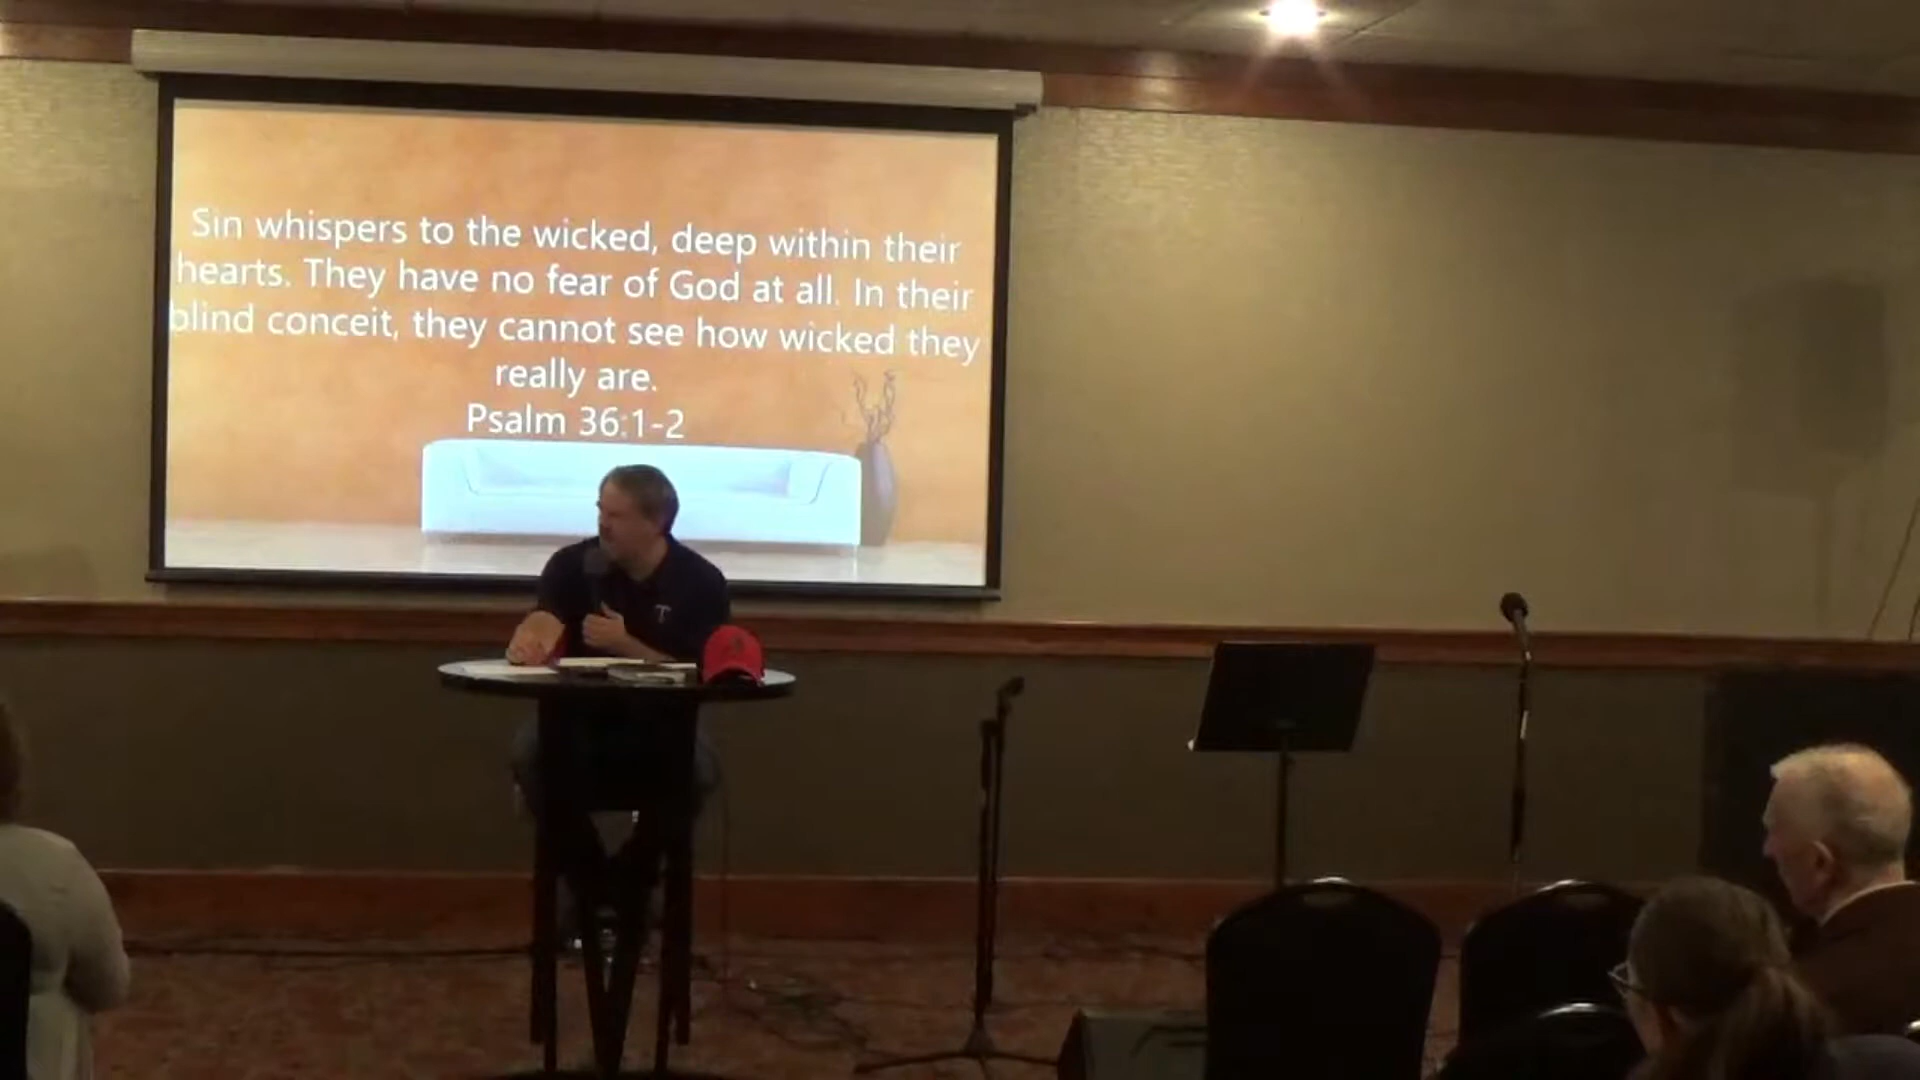 Sin whispers to the wicked, deep within their
hearts. They have no fear of God at all. In their
blind conceit, they cannot see how wicked they
really are.
Psalm 36:1-2
T